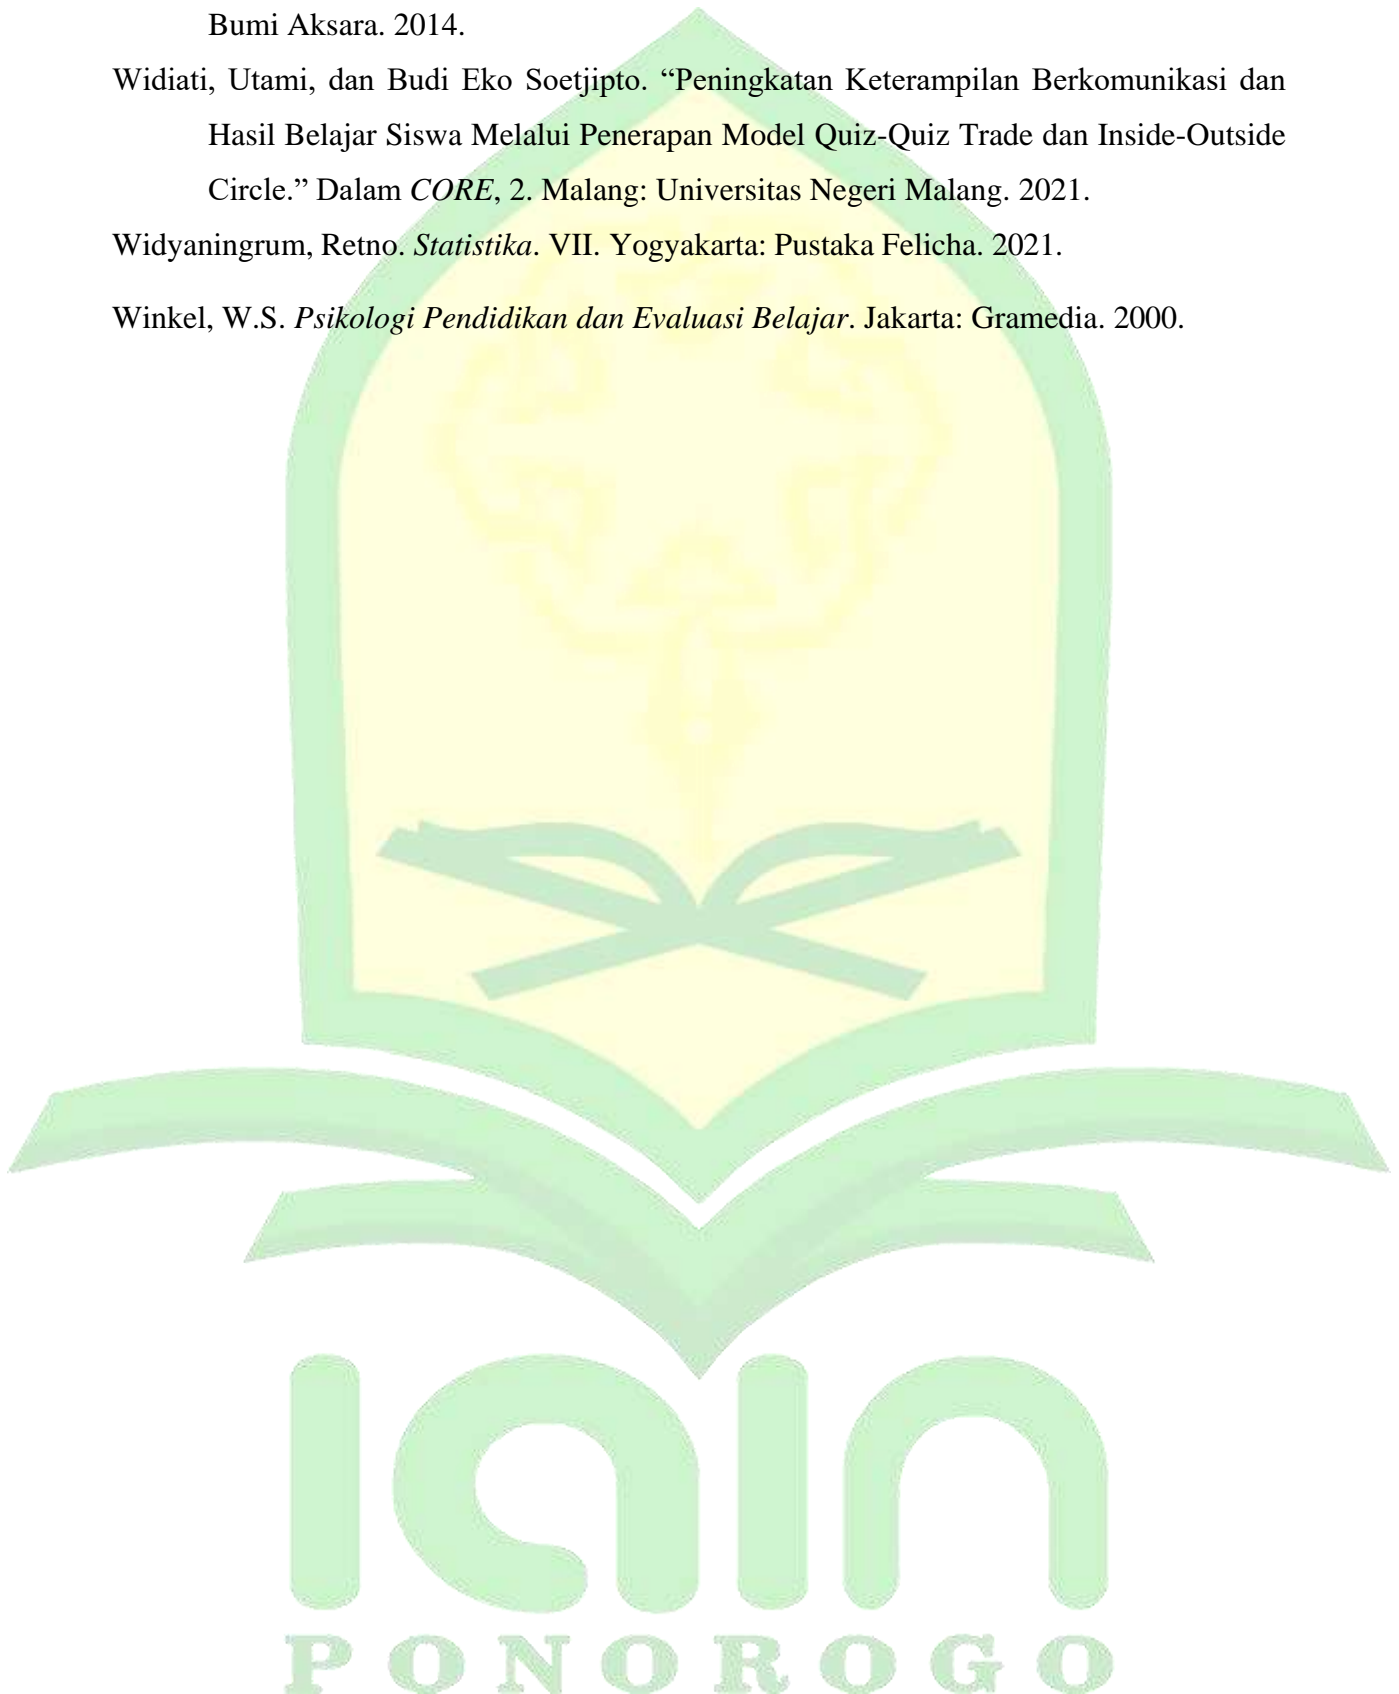 Bumi Aksara. 2014.
Widiati, Utami, dan Budi Eko Soetjipto. “Peningkatan Keterampilan Berkomunikasi dan
Hasil Belajar Siswa Melalui Penerapan Model Quiz-Quiz Trade dan Inside-Outside
Circle.” Dalam CORE, 2. Malang: Universitas Negeri Malang. 2021.
Widyaningrum, Retno. Statistika. VII. Yogyakarta: Pustaka Felicha. 2021.
Winkel, W.S. Psikologi Pendidikan dan Evaluasi Belajar. Jakarta: Gramedia. 2000.
iain
PONOROGO